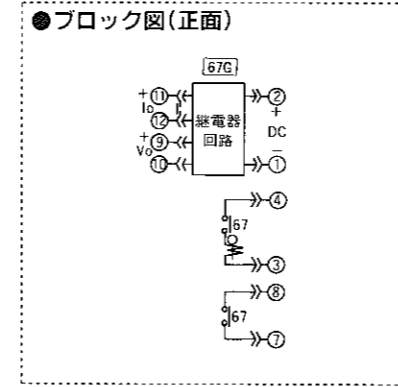 ●ブロック図(正面)
67G
+ ⑪
Io
⑫
+ ⑨
Vo
⑩
継電器
回路
②
+
DC
−
①
④
67
③
⑧
67
⑦